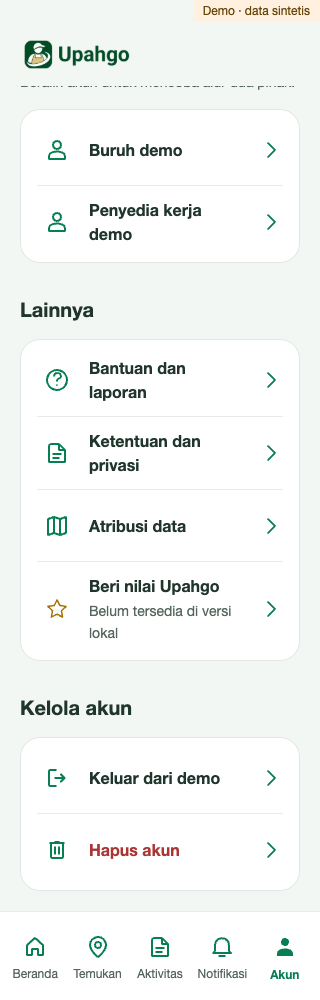 Demo · data sintetis
Upahgo
Buruh demo
Penyedia kerja
demo
Lainnya
Bantuan dan
laporan
Ketentuan dan
privasi
Atribusi data
Beri nilai Upahgo
Belum tersedia di versi
lokal
Kelola akun
Keluar dari demo
Hapus akun
Beranda
Temukan
Aktivitas
Notifikasi
Akun